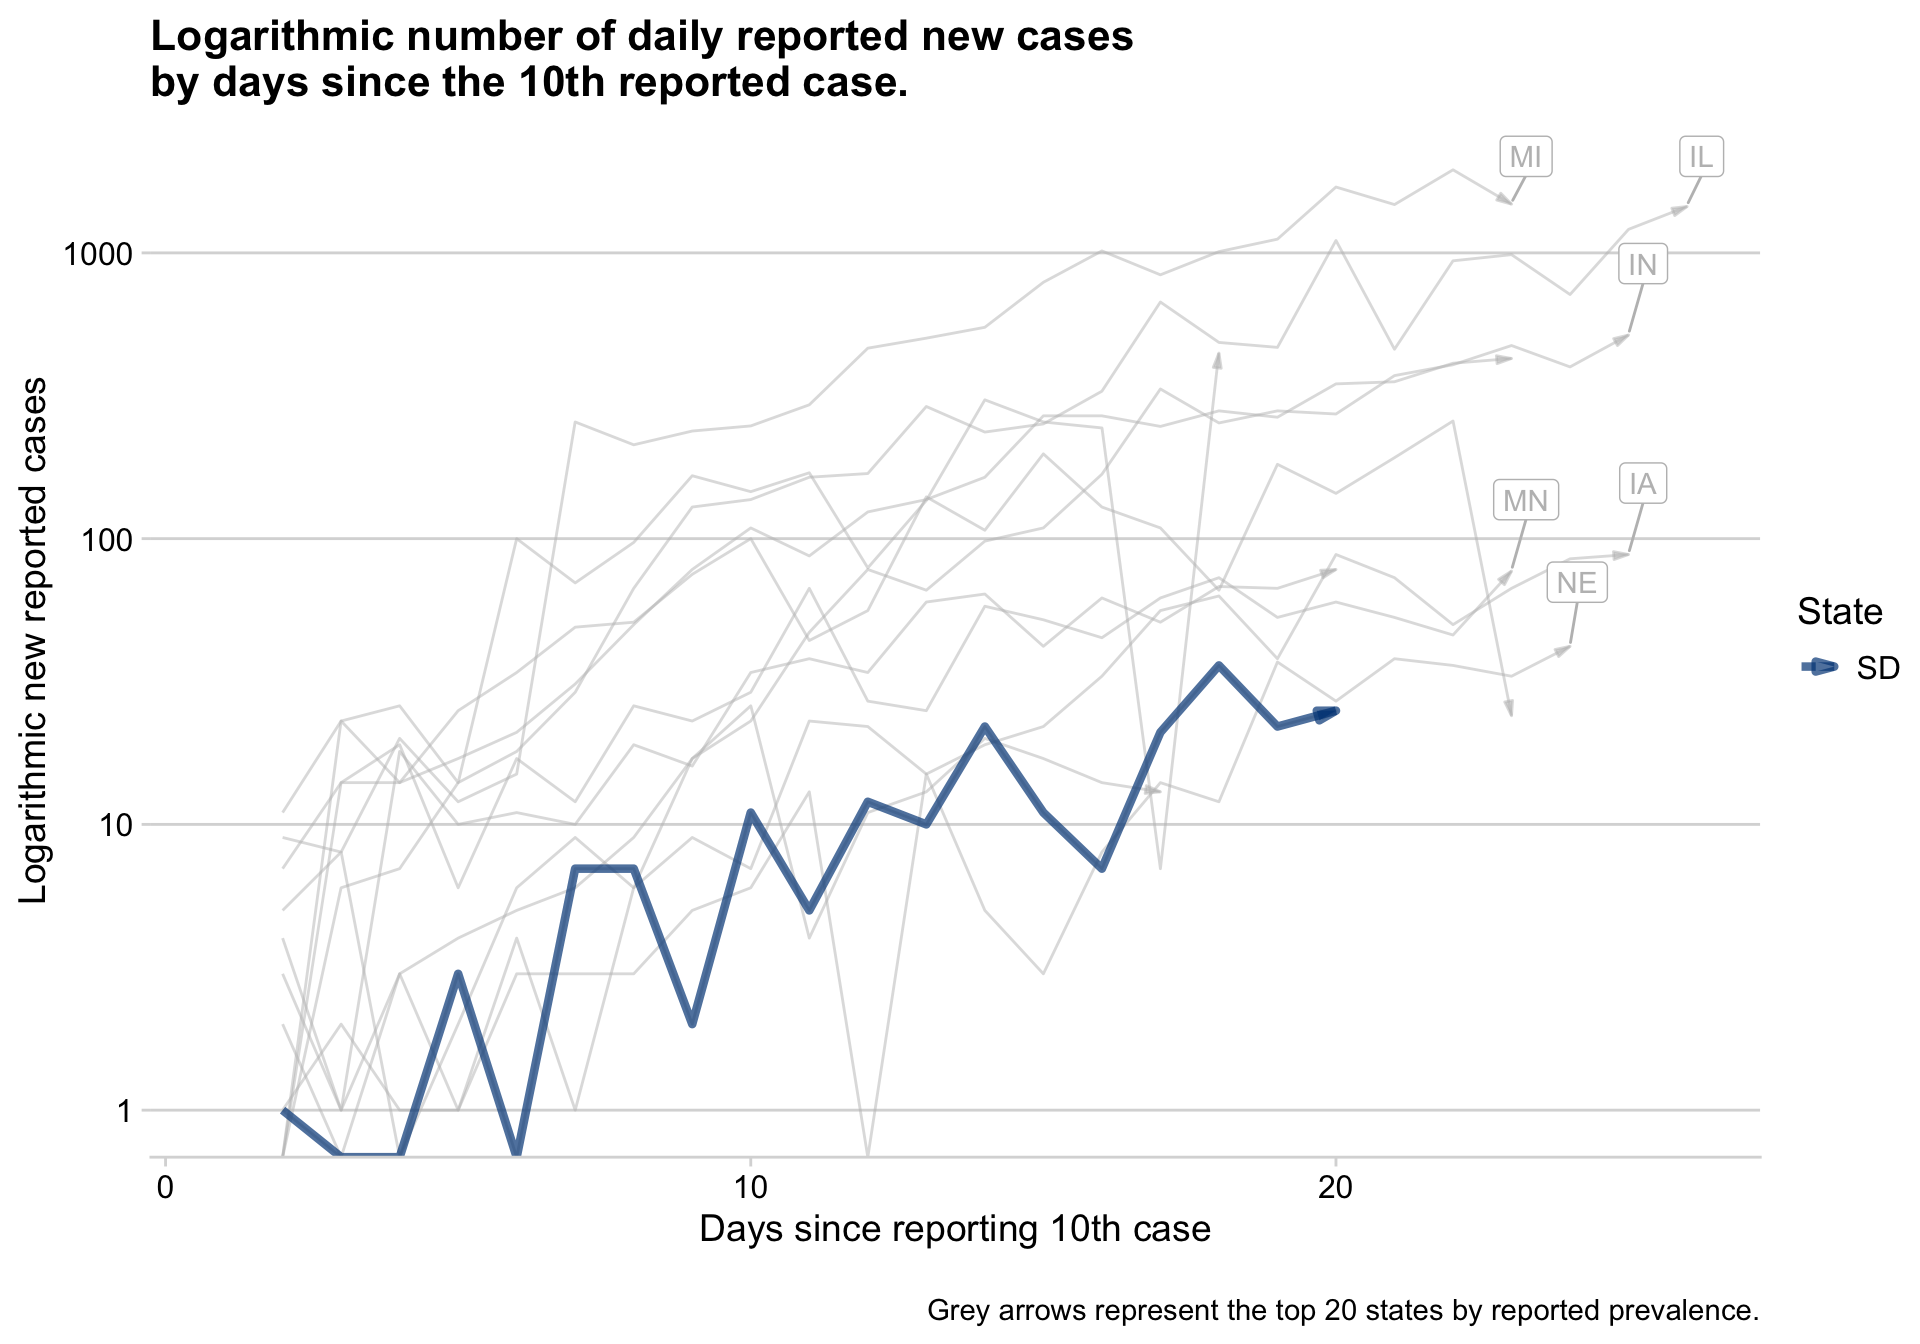 Logarithmic number of daily reported new cases
by days since the 10th reported case.
MI
IL
1000
IN
IA
MN
100
NE
Logarithmic new reported cases
State
SD
10
1
0
10
20
Days since reporting 10th case
Grey arrows represent the top 20 states by reported prevalence.